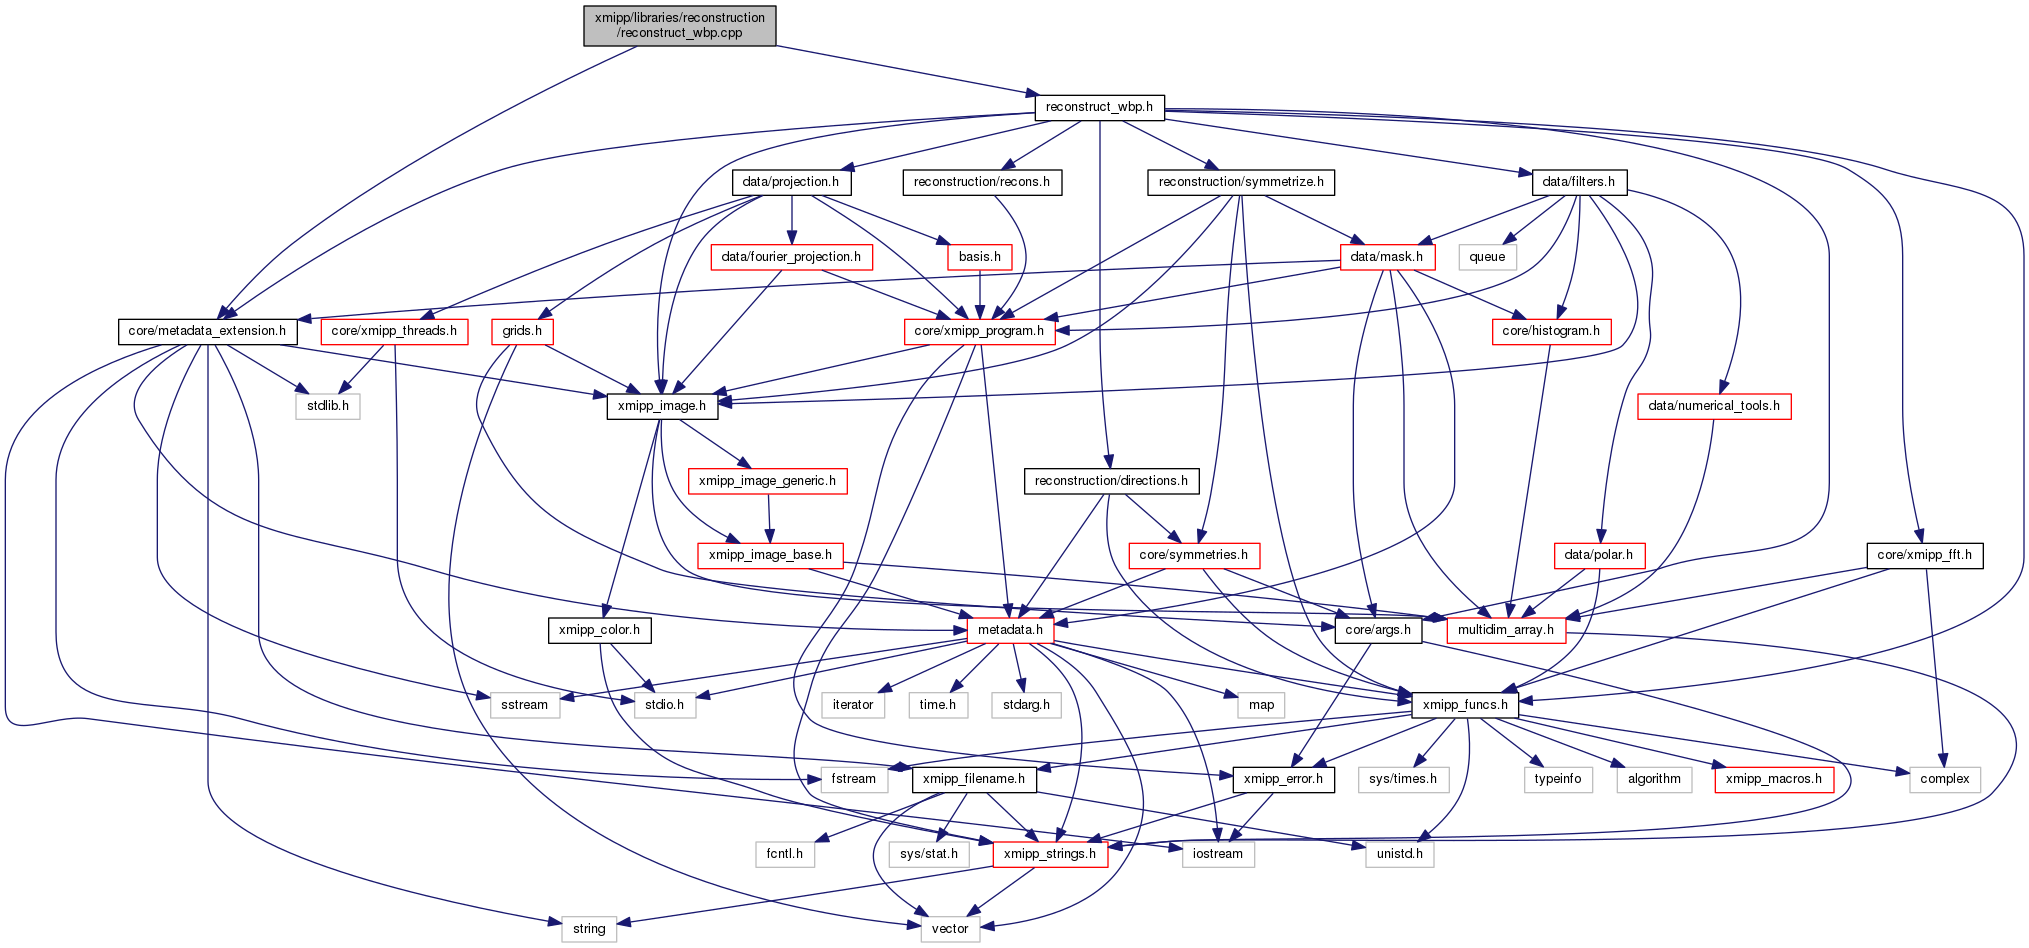 xmipp/libraries/reconstruction
/reconstruct_wbp.cpp
reconstruct_wbp.h
data/projection.h
reconstruction/recons.h
reconstruction/symmetrize.h
data/filters.h
data/fourier_projection.h
basis.h
data/mask.h
queue
core/metadata_extension.h
core/xmipp_threads.h
grids.h
core/xmipp_program.h
core/histogram.h
stdlib.h
xmipp_image.h
data/numerical_tools.h
xmipp_image_generic.h
reconstruction/directions.h
xmipp_image_base.h
core/symmetries.h
data/polar.h
core/xmipp_fft.h
xmipp_color.h
metadata.h
core/args.h
multidim_array.h
sstream
stdio.h
iterator
time.h
stdarg.h
map
xmipp_funcs.h
fstream
xmipp_filename.h
xmipp_error.h
sys/times.h
typeinfo
algorithm
xmipp_macros.h
complex
fcntl.h
sys/stat.h
xmipp_strings.h
iostream
unistd.h
string
vector